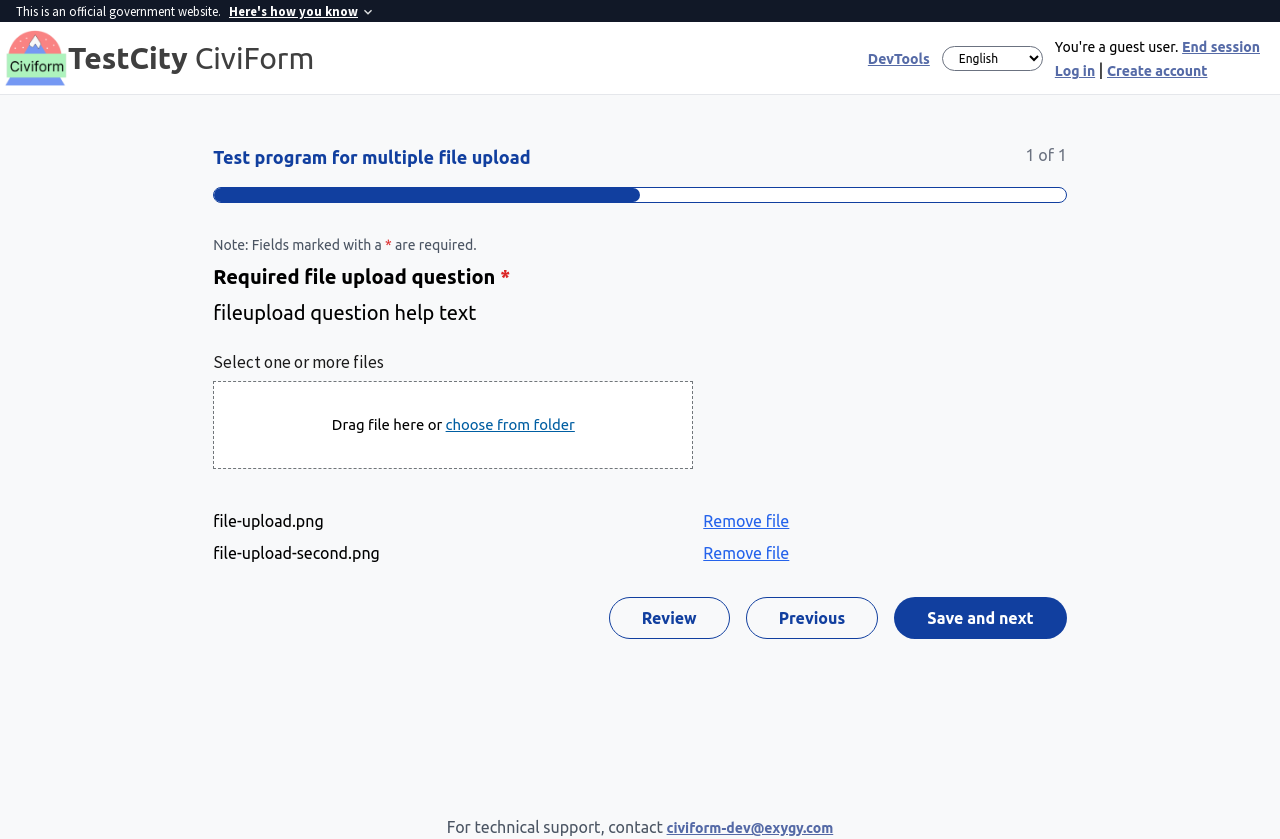 This is an official government website. Here's how you know
Civiform
TestCity CiviForm
DevTools
English
You're a guest user. End session
Log in | Create account
Test program for multiple file upload
1 of 1
Note: Fields marked with a * are required.
Required file upload question *
fileupload question help text
Select one or more files
Drag file here or choose from folder
file-upload.png Remove file
file-upload-second.png Remove file
Review Previous Save and next
For technical support, contact civiform-dev@exygy.com